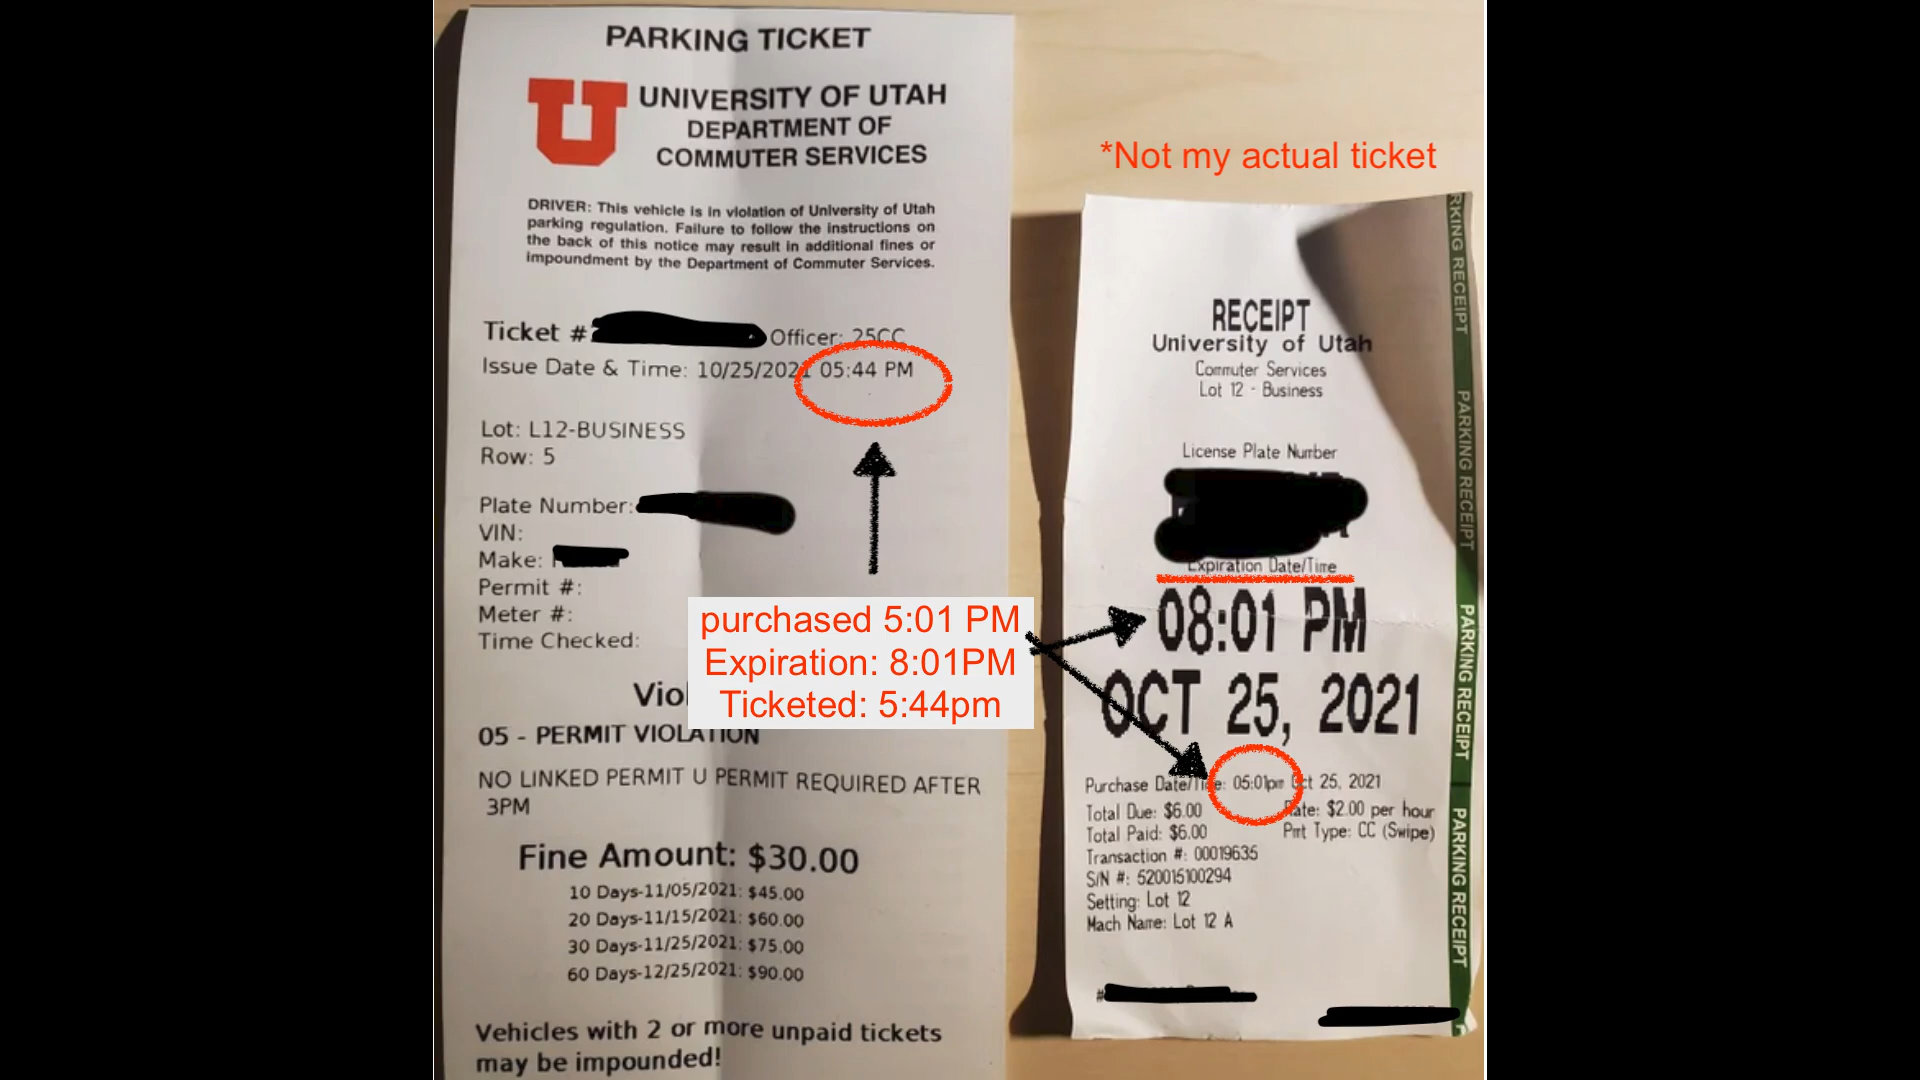 PARKING TICKET
U
UNIVERSITY OF UTAH
DEPARTMENT OF
COMMUTER SERVICES
DRIVER: This vehicle is in violation of University of Utah
parking regulation. Failure to follow the instructions on
the back of this notice may result in additional fines or
impoundment by the Department of Commuter Services.
Ticket # Officer: 25CC
Issue Date & Time: 10/25/2021 05:44 PM
Lot: L12-BUSINESS
Row: 5
Plate Number:
VIN:
Make:
Permit #:
Meter #:
Time Checked:
purchased 5:01 PM
Expiration: 8:01PM
Ticketed: 5:44pm
05 - PERMIT VIOLATION
NO LINKED PERMIT U PERMIT REQUIRED AFTER
3PM
Fine Amount: $30.00
10 Days-11/05/2021: $45.00
20 Days-11/15/2021: $60.00
30 Days-11/25/2021: $75.00
60 Days-12/25/2021: $90.00
Vehicles with 2 or more unpaid tickets
may be impounded!
*Not my actual ticket
RECEIPT
University of Utah
Commuter Services
Lot 12 - Business
License Plate Number
Expiration Date/Time
08:01 PM
OCT 25, 2021
Purchase Date/Time: 05:01pm Oct 25, 2021
Total Due: $6.00 Rate: $2.00 per hour
Total Paid: $6.00 Pmt Type: CC (Swipe)
Transaction #: 00019635
S/N #: 520015100294
Setting: Lot 12
Mach Name: Lot 12 A
#
PARKING RECEIPT
PARKING RECEIPT
PARKING RECEIPT
PARKING RECEIPT